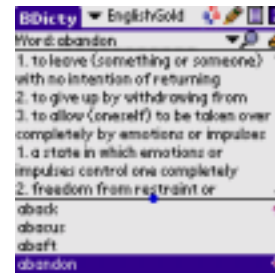 BDicty EnglishGold
Word: abandon
1. to leave (something or someone)
with no intention of returning
2. to give up by withdrawing from
3. to allow (oneself) to be taken over
completely by emotions or impulses
1. a state in which emotions or
impulses control one completely
2. freedom from restraint or
aback
abacus
abaft
abandon